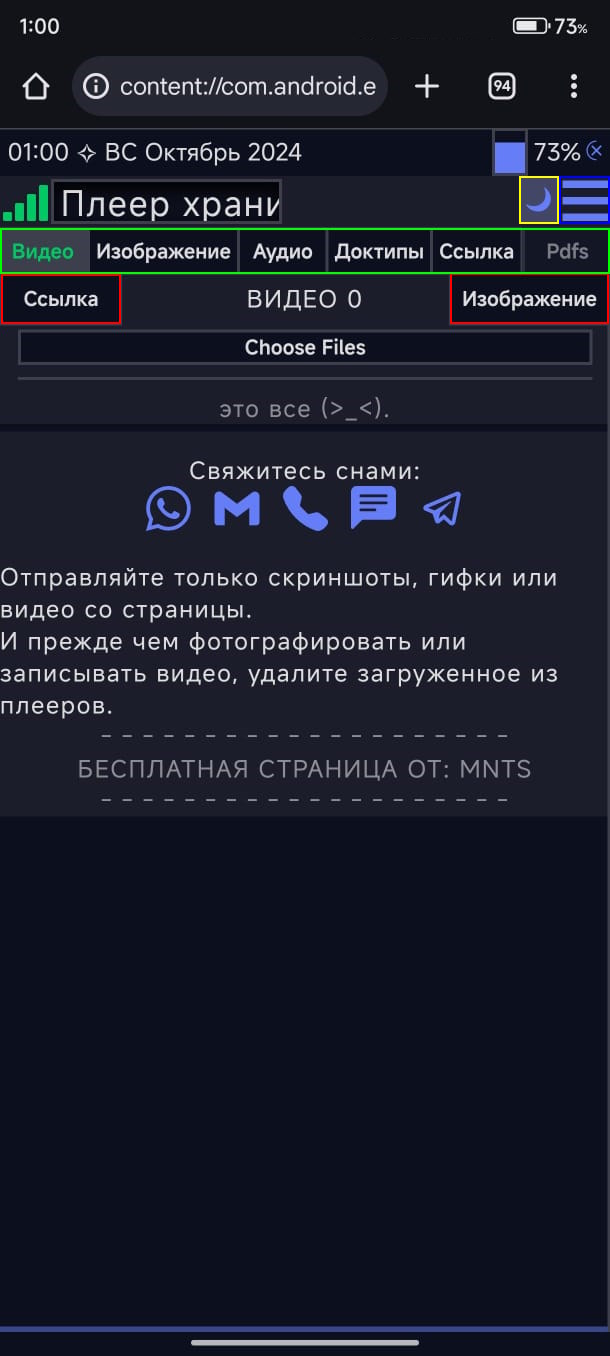 1:00 73%
content://com.android.e 94
01:00 ✧ ВС Октябрь 2024 73%
Плеер храни
Видео Изображение Аудио Доктипы Ссылка Pdfs
Ссылка ВИДЕО 0 Изображение
Choose Files
это все (>_<).
Свяжитесь снами:
Отправляйте только скриншоты, гифки или
видео со страницы.
И прежде чем фотографировать или
записывать видео, удалите загруженное из
плееров.
– – – – – – – – – – – – – – – – – – – –
БЕСПЛАТНАЯ СТРАНИЦА ОТ: MNTS
– – – – – – – – – – – – – – – – – – – –